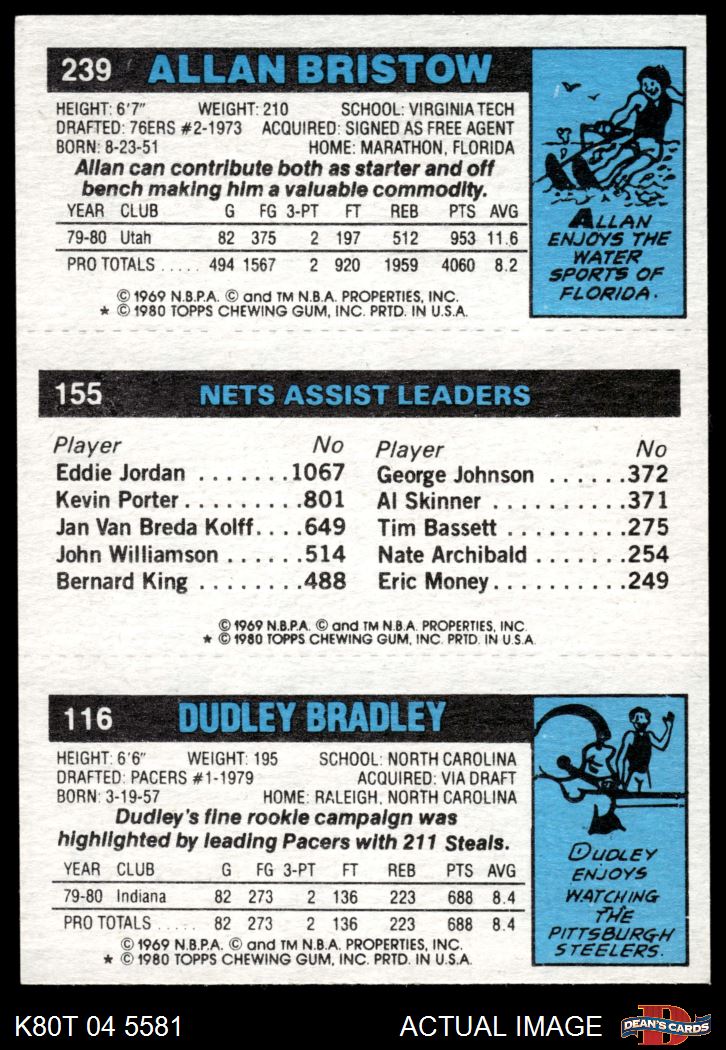 239 ALLAN BRISTOW
HEIGHT: 6'7" WEIGHT: 210 SCHOOL: VIRGINIA TECH
DRAFTED: 76ERS #2-1973 ACQUIRED: SIGNED AS FREE AGENT
BORN: 8-23-51 HOME: MARATHON, FLORIDA
Allan can contribute both as starter and off
bench making him a valuable commodity.
YEAR CLUB G FG 3-PT FT REB PTS AVG
79-80 Utah 82 375 2 197 512 953 11.6
PRO TOTALS ..... 494 1567 2 920 1959 4060 8.2
© 1969 N.B.P.A. © and TM N.B.A. PROPERTIES, INC.
* © 1980 TOPPS CHEWING GUM, INC. PRTD. IN U.S.A.
ALLAN
ENJOYS THE
WATER
SPORTS OF
FLORIDA.
155 NETS ASSIST LEADERS
Player No
Eddie Jordan .......1067
Kevin Porter.........801
Jan Van Breda Kolff....649
John Williamson ......514
Bernard King ........488
Player No
George Johnson ......372
Al Skinner ..........371
Tim Bassett .........275
Nate Archibald .......254
Eric Money..........249
© 1969 N.B.P.A. © and TM N.B.A. PROPERTIES, INC.
* © 1980 TOPPS CHEWING GUM, INC. PRTD. IN U.S.A.
116 DUDLEY BRADLEY
HEIGHT: 6'6" WEIGHT: 195 SCHOOL: NORTH CAROLINA
DRAFTED: PACERS #1-1979 ACQUIRED: VIA DRAFT
BORN: 3-19-57 HOME: RALEIGH, NORTH CAROLINA
Dudley's fine rookie campaign was
highlighted by leading Pacers with 211 Steals.
YEAR CLUB G FG 3-PT FT REB PTS AVG
79-80 Indiana 82 273 2 136 223 688 8.4
PRO TOTALS ..... 82 273 2 136 223 688 8.4
© 1969 N.B.P.A. © and TM N.B.A. PROPERTIES, INC.
* © 1980 TOPPS CHEWING GUM, INC. PRTD. IN U.S.A.
DUDLEY
ENJOYS
WATCHING
THE
PITTSBURGH
STEELERS.
K80T 04 5581 ACTUAL IMAGE D DEAN'S CARDS